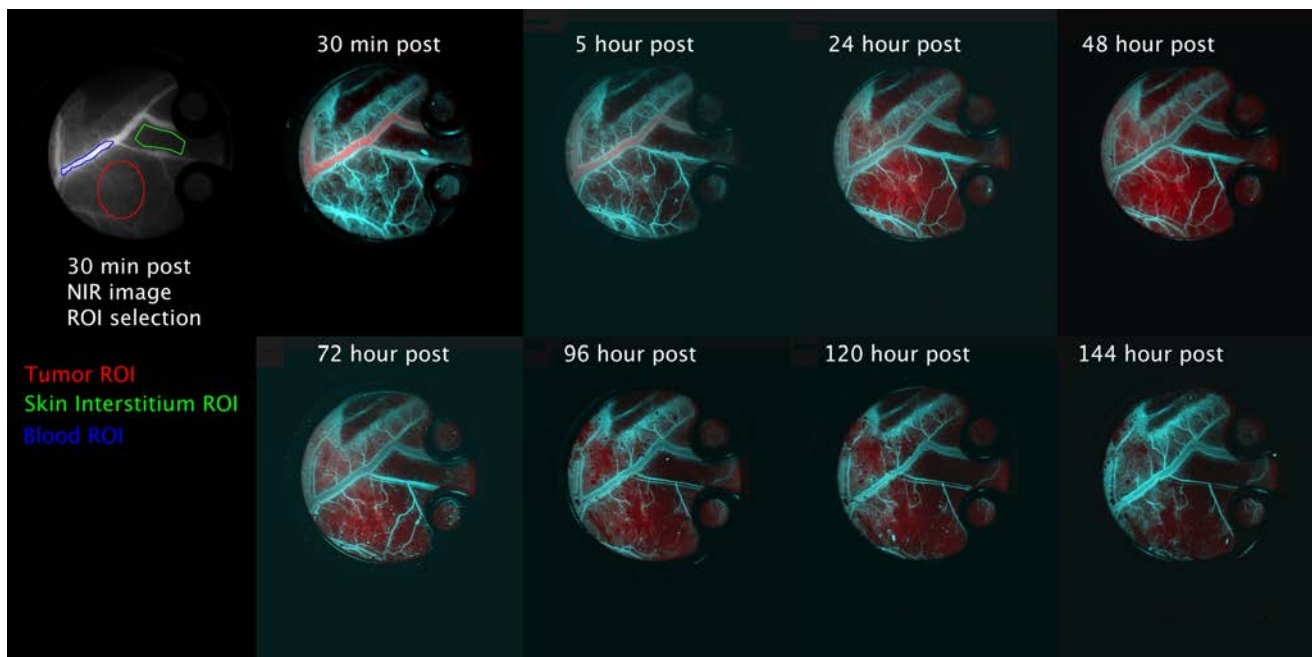 30 min post
5 hour post
24 hour post
48 hour post
30 min post
NIR image
ROI selection
72 hour post
96 hour post
120 hour post
144 hour post
Tumor ROI
Skin Interstitium ROI
Blood ROI